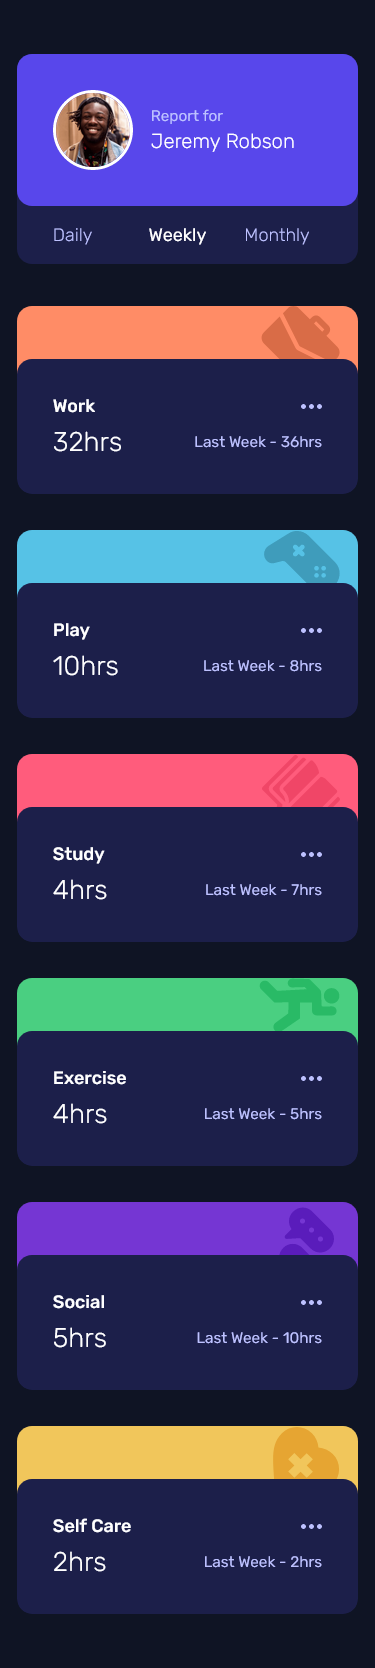 Report for
Jeremy Robson
Daily Weekly Monthly
Work
32hrs Last Week - 36hrs
Play
10hrs Last Week - 8hrs
Study
4hrs Last Week - 7hrs
Exercise
4hrs Last Week - 5hrs
Social
5hrs Last Week - 10hrs
Self Care
2hrs Last Week - 2hrs